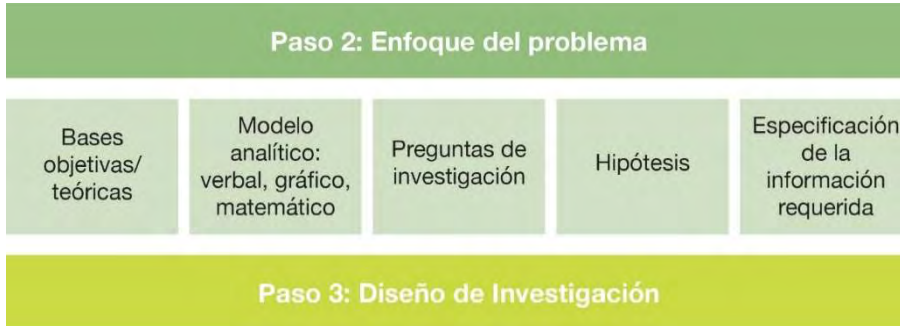 Paso 2: Enfoque del problema
Bases
objetivas/
teóricas
Modelo
analítico:
verbal, gráfico,
matemático
Preguntas de
investigación
Hipótesis
Especificación
de la
información
requerida
Paso 3: Diseño de Investigación